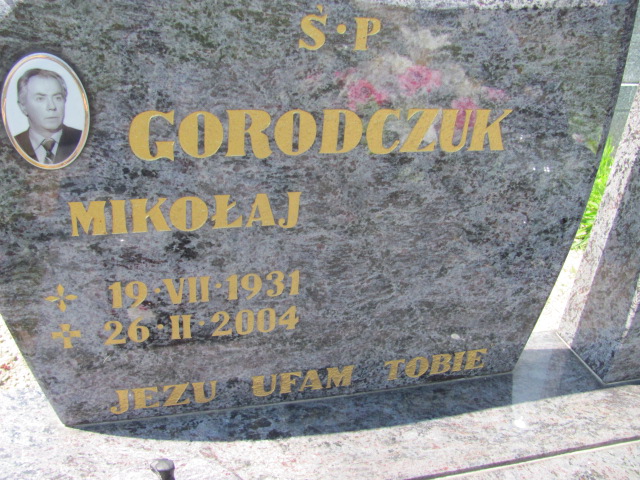 Ś·P
GORODCZUK
MIKOŁAJ
19·VII·1931
26·II·2004
JEZU UFAM TOBIE